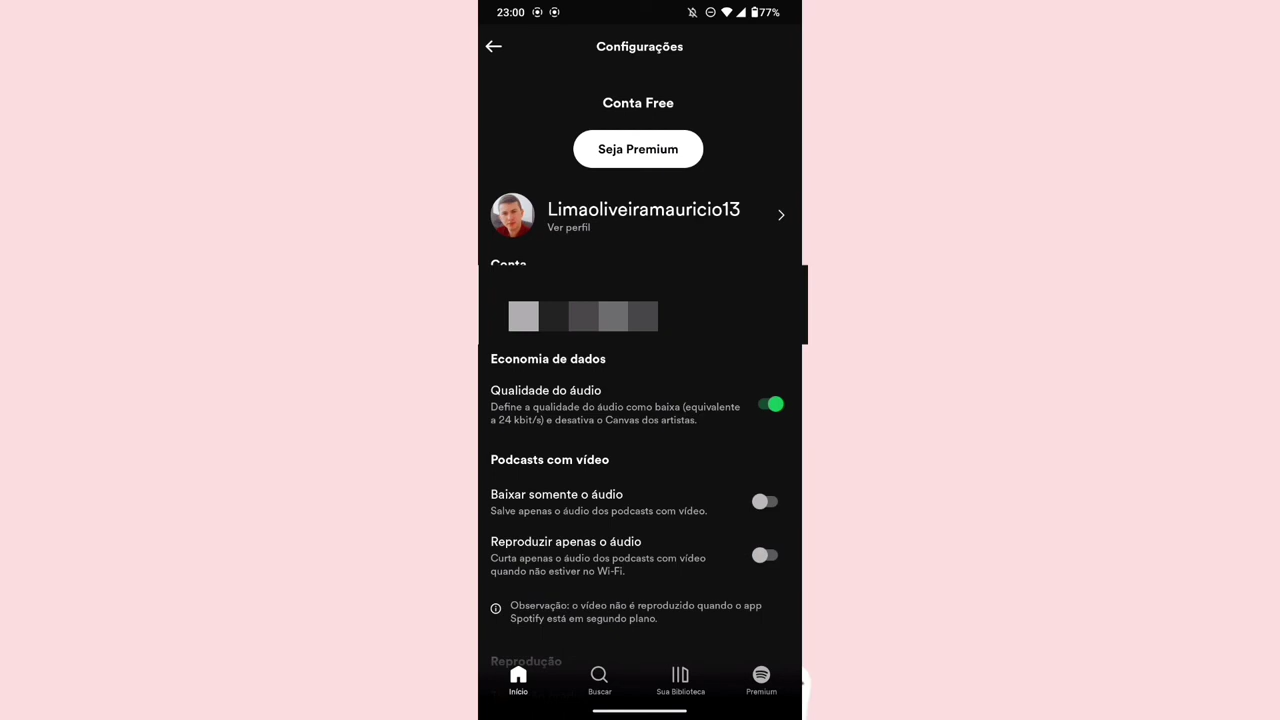 23:00
77%
Configurações
Conta Free
Seja Premium
Limaoliveiramauricio13
Ver perfil
Conta
Economia de dados
Qualidade do áudio
Define a qualidade do áudio como baixa (equivalente
a 24 kbit/s) e desativa o Canvas dos artistas.
Podcasts com vídeo
Baixar somente o áudio
Salve apenas o áudio dos podcasts com vídeo.
Reproduzir apenas o áudio
Curta apenas o áudio dos podcasts com vídeo
quando não estiver no Wi-Fi.
Observação: o vídeo não é reproduzido quando o app
Spotify está em segundo plano.
Reprodução
Início
Buscar
Sua Biblioteca
Premium